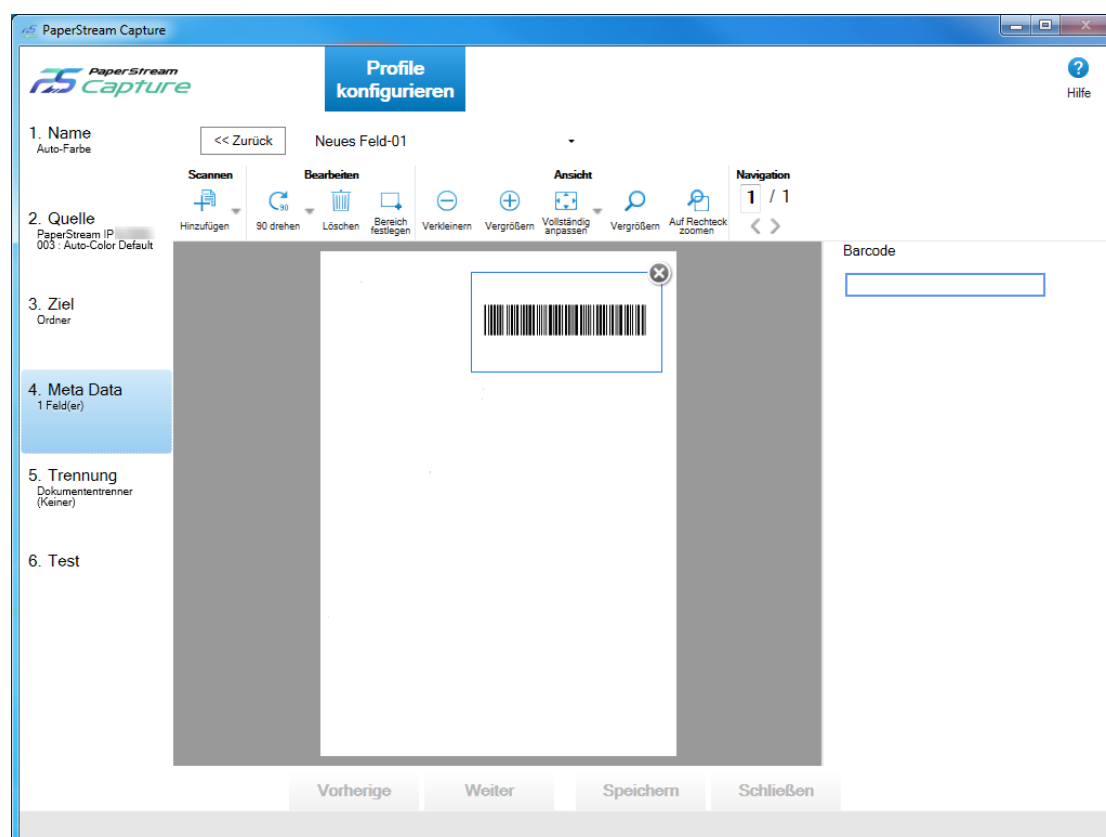 PaperStream Capture
PaperStream
Capture
Profile
konfigurieren
?
Hilfe
1. Name
Auto-Farbe
<< Zurück
Neues Feld-01
Scannen
Bearbeiten
Ansicht
Navigation
90
1 / 1
Hinzufügen
90 drehen
Löschen
Bereich
festlegen
Verkleinern
Vergrößern
Vollständig
anpassen
Vergrößern
Auf Rechteck
zoomen
2. Quelle
PaperStream IP
003 : Auto-Color Default
Barcode
3. Ziel
Ordner
4. Meta Data
1 Feld(er)
5. Trennung
Dokumententrenner
(Keiner)
6. Test
Vorherige
Weiter
Speichern
Schließen